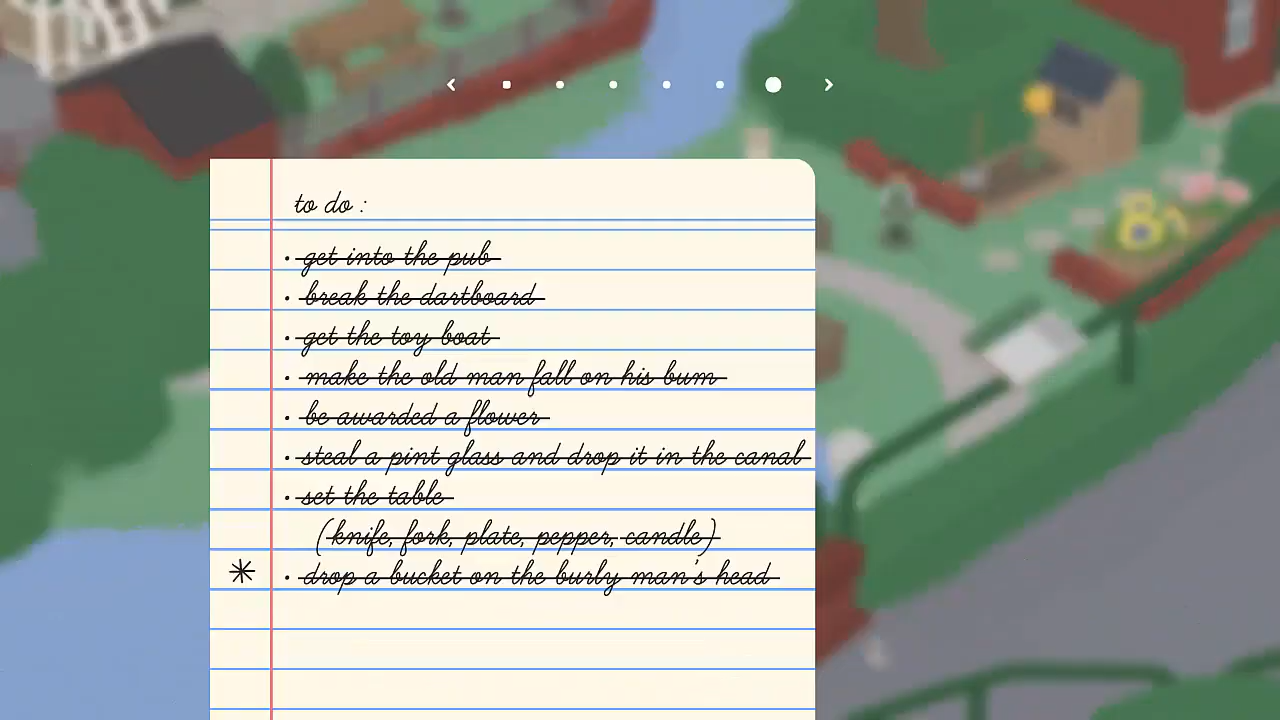 to do :
• get into the pub
• break the dartboard
• get the toy boat
• make the old man fall on his bum
• be awarded a flower
• steal a pint glass and drop it in the canal
• set the table
(knife, fork, plate, pepper, candle)
• drop a bucket on the burly man's head